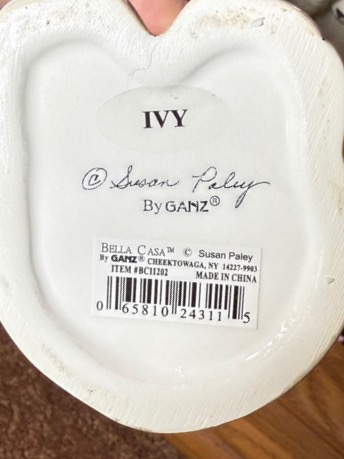 IVY
© Susan Paley
By GANZ®
BELLA CASA™ © Susan Paley
By GANZ® CHEEKTOWAGA, NY 14227-9903
ITEM #BC11202 MADE IN CHINA
0 65810 24311 5